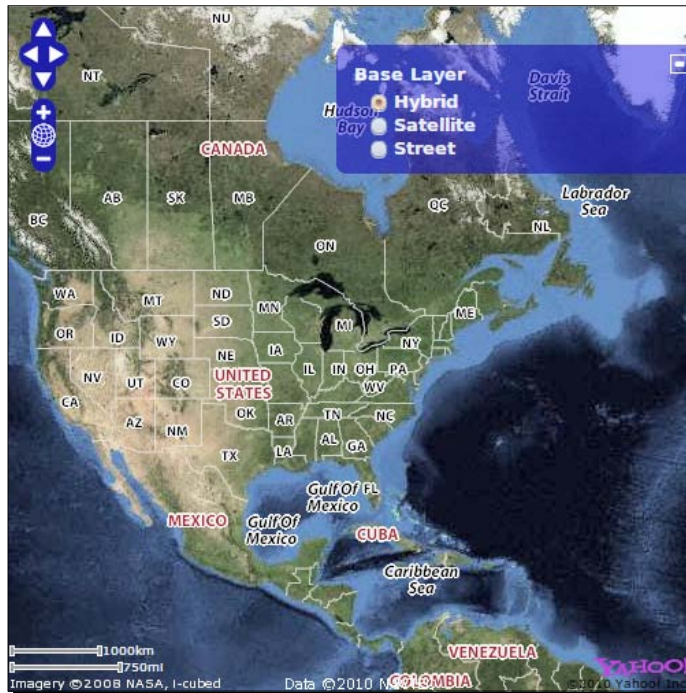 NU
NT
Base Layer
Hybrid
Satellite
Street
Davis
Strait
Hudson
Bay
CANADA
AB
SK
MB
QC
Labrador
Sea
BC
NL
ON
WA
MT
ND
MN
ME
OR
ID
SD
MI
WY
NY
NE
IA
NV
UT
CO
UNITED
STATES
IL
IN
OH
PA
WV
CA
AZ
NM
OK
AR
TN
NC
TX
LA
AL
GA
Gulf Of
Mexico
FL
MEXICO
Gulf Of
Mexico
CUBA
Caribbean
Sea
1000km
750mi
VENEZUELA
COLOMBIA
YAHOO!
Imagery ©2008 NASA, i-cubed
Data ©2010
©2010 Yahoo! Inc